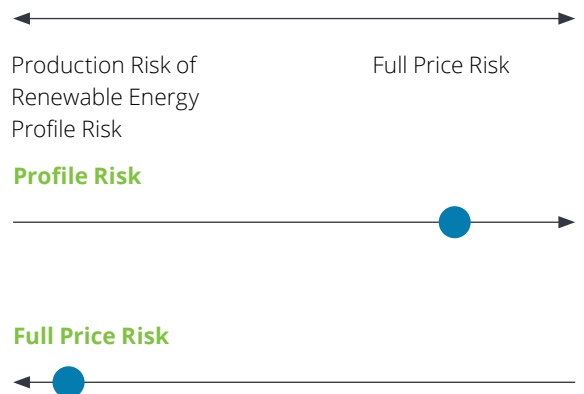 Production Risk of
Renewable Energy
Profile Risk
Full Price Risk
Profile Risk
Full Price Risk